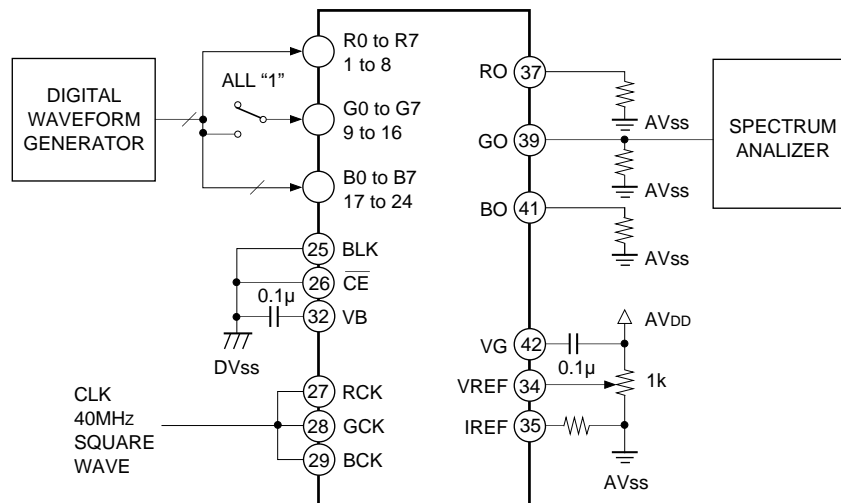 DIGITAL
WAVEFORM
GENERATOR
ALL “1”
R0 to R7
1 to 8
G0 to G7
9 to 16
B0 to B7
17 to 24
25 BLK
26 CE
0.1µ
32 VB
DVss
CLK
40MHz
SQUARE
WAVE
27 RCK
28 GCK
29 BCK
RO 37
AVss
GO 39
AVss
BO 41
AVss
SPECTRUM
ANALIZER
AVDD
VG 42
0.1µ
VREF 34
1k
IREF 35
AVss